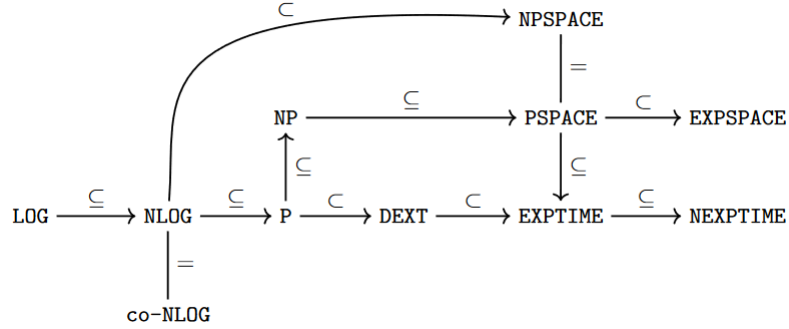 ⊂ NPSPACE
=
NP ⊆ PSPACE ⊂ EXPSPACE
⊆ ⊆
LOG ⊆ NLOG ⊆ P ⊂ DEXT ⊂ EXPTIME ⊆ NEXPTIME
=
co-NLOG